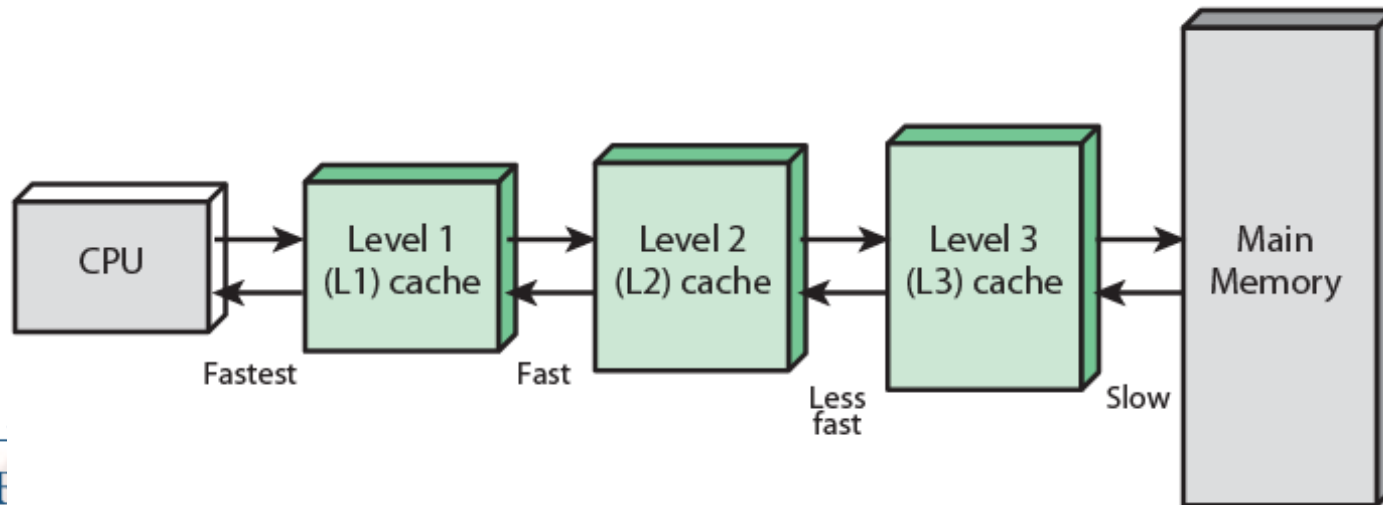 CPU
Level 1
(L1) cache
Level 2
(L2) cache
Level 3
(L3) cache
Main
Memory
Fastest
Fast
Less
fast
Slow